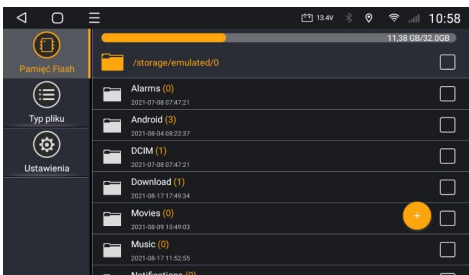 13.4V 10:58
11,38 GB/32.0GB
Pamięć Flash
/storage/emulated/0
Alarms (0)
2021-07-08 07:47:21
Typ pliku
Android (3)
2021-08-04 08:22:37
DCIM (1)
2021-07-08 07:47:21
Ustawienia
Download (1)
2021-08-17 17:49:34
Movies (0)
2021-08-09 10:49:03
+
Music (0)
2021-08-17 11:52:55
Notifications (0)